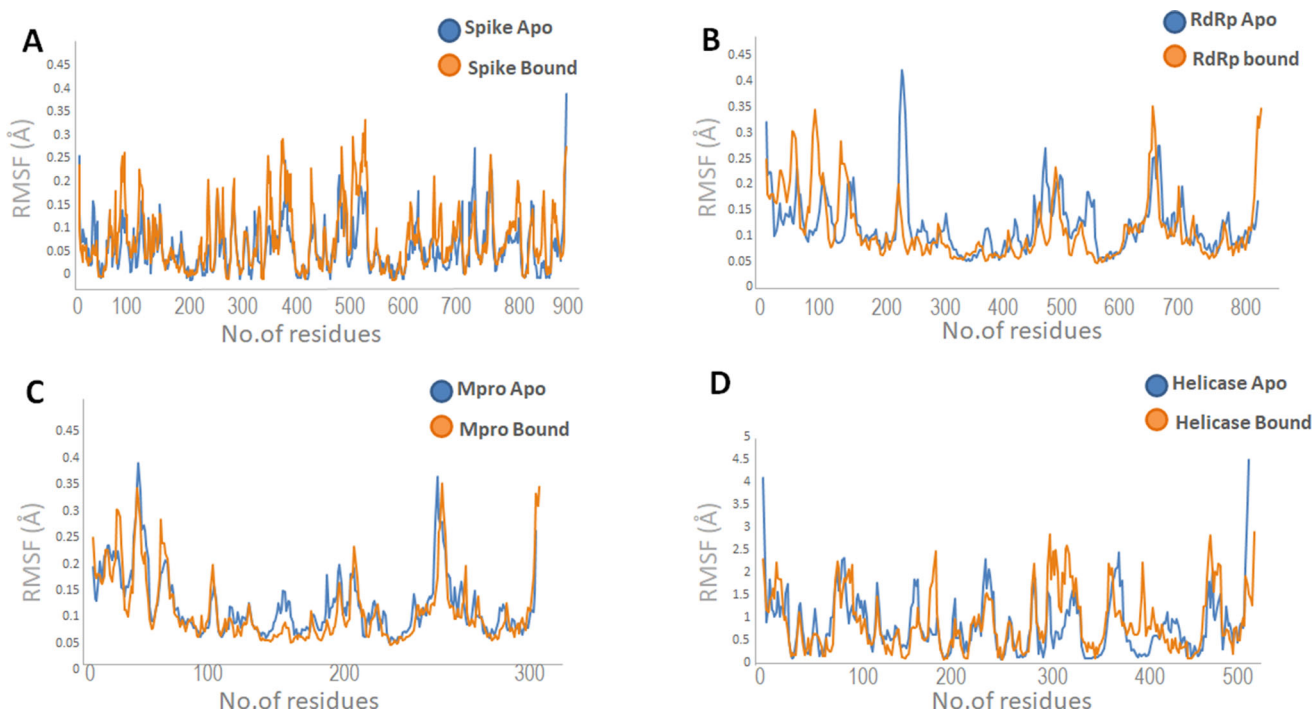 A
Spike Apo
Spike Bound
0.45
0.4
0.35
0.3
0.25
0.2
0.15
0.1
0.05
0
RMSF (Å)
0 100 200 300 400 500 600 700 800 900
No.of residues
B
RdRp Apo
RdRp bound
0.45
0.4
0.35
0.3
0.25
0.2
0.15
0.1
0.05
0
RMSF (Å)
0 100 200 300 400 500 600 700 800
No.of residues
C
Mpro Apo
Mpro Bound
0.45
0.4
0.35
0.3
0.25
0.2
0.15
0.1
0.05
0
RMSF (Å)
0 100 200 300
No.of residues
D
Helicase Apo
Helicase Bound
5
4.5
4
3.5
3
2.5
2
1.5
1
0.5
0
RMSF (Å)
0 100 200 300 400 500
No.of residues